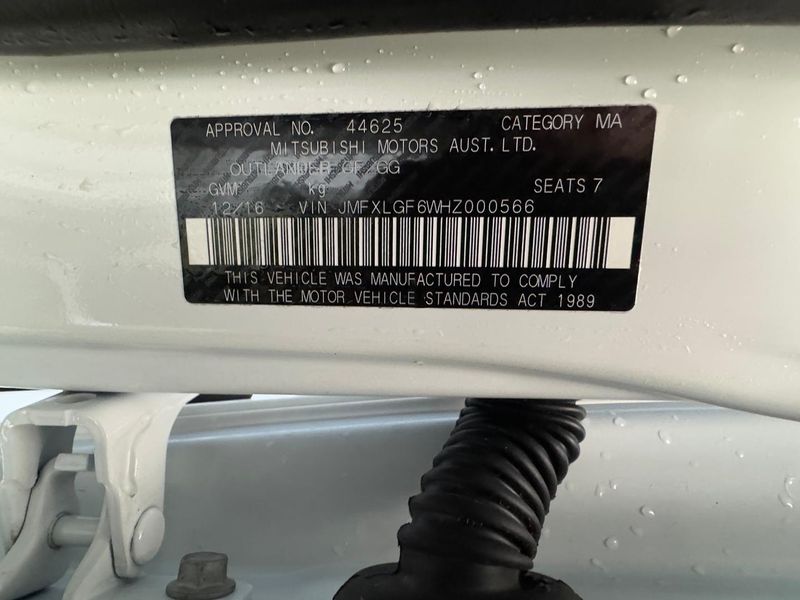 APPROVAL NO. 44625 CATEGORY MA
MITSUBISHI MOTORS AUST. LTD.
OUTLANDER GF, GG
GVM kg SEATS 7
12/16 VIN JMFXLGF6WHZ000566
THIS VEHICLE WAS MANUFACTURED TO COMPLY
WITH THE MOTOR VEHICLE STANDARDS ACT 1989